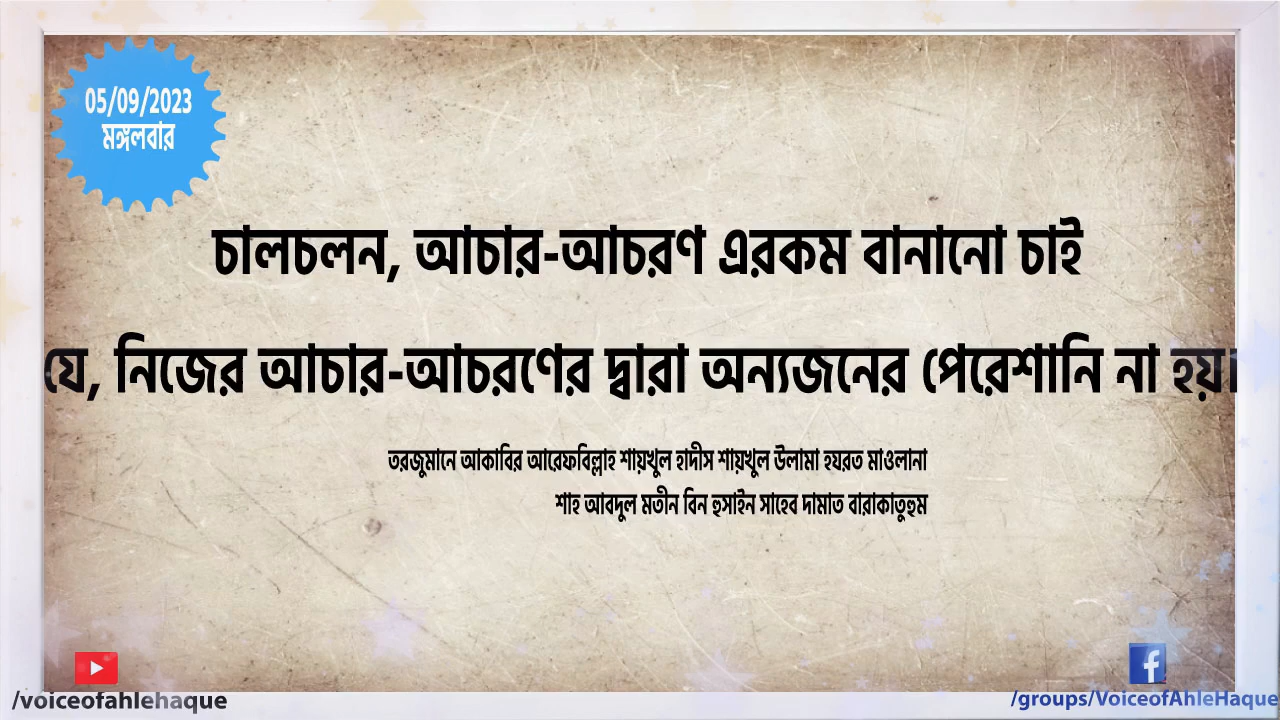 05/09/2023
মঙ্গলবার
চালচলন, আচার-আচরণ এরকম বানানো চাই
যে, নিজের আচার-আচরণের দ্বারা অন্যজনের পেরেশানি না হয়।
তরজুমানে আকাবির আরেফবিল্লাহ শায়খুল হাদীস শায়খুল উলামা হযরত মাওলানা
শাহ আবদুল মতীন বিন হুসাইন সাহেব দামাত বারাকাতুহুম
/voiceofahlehaque
/groups/VoiceofAhleHaque